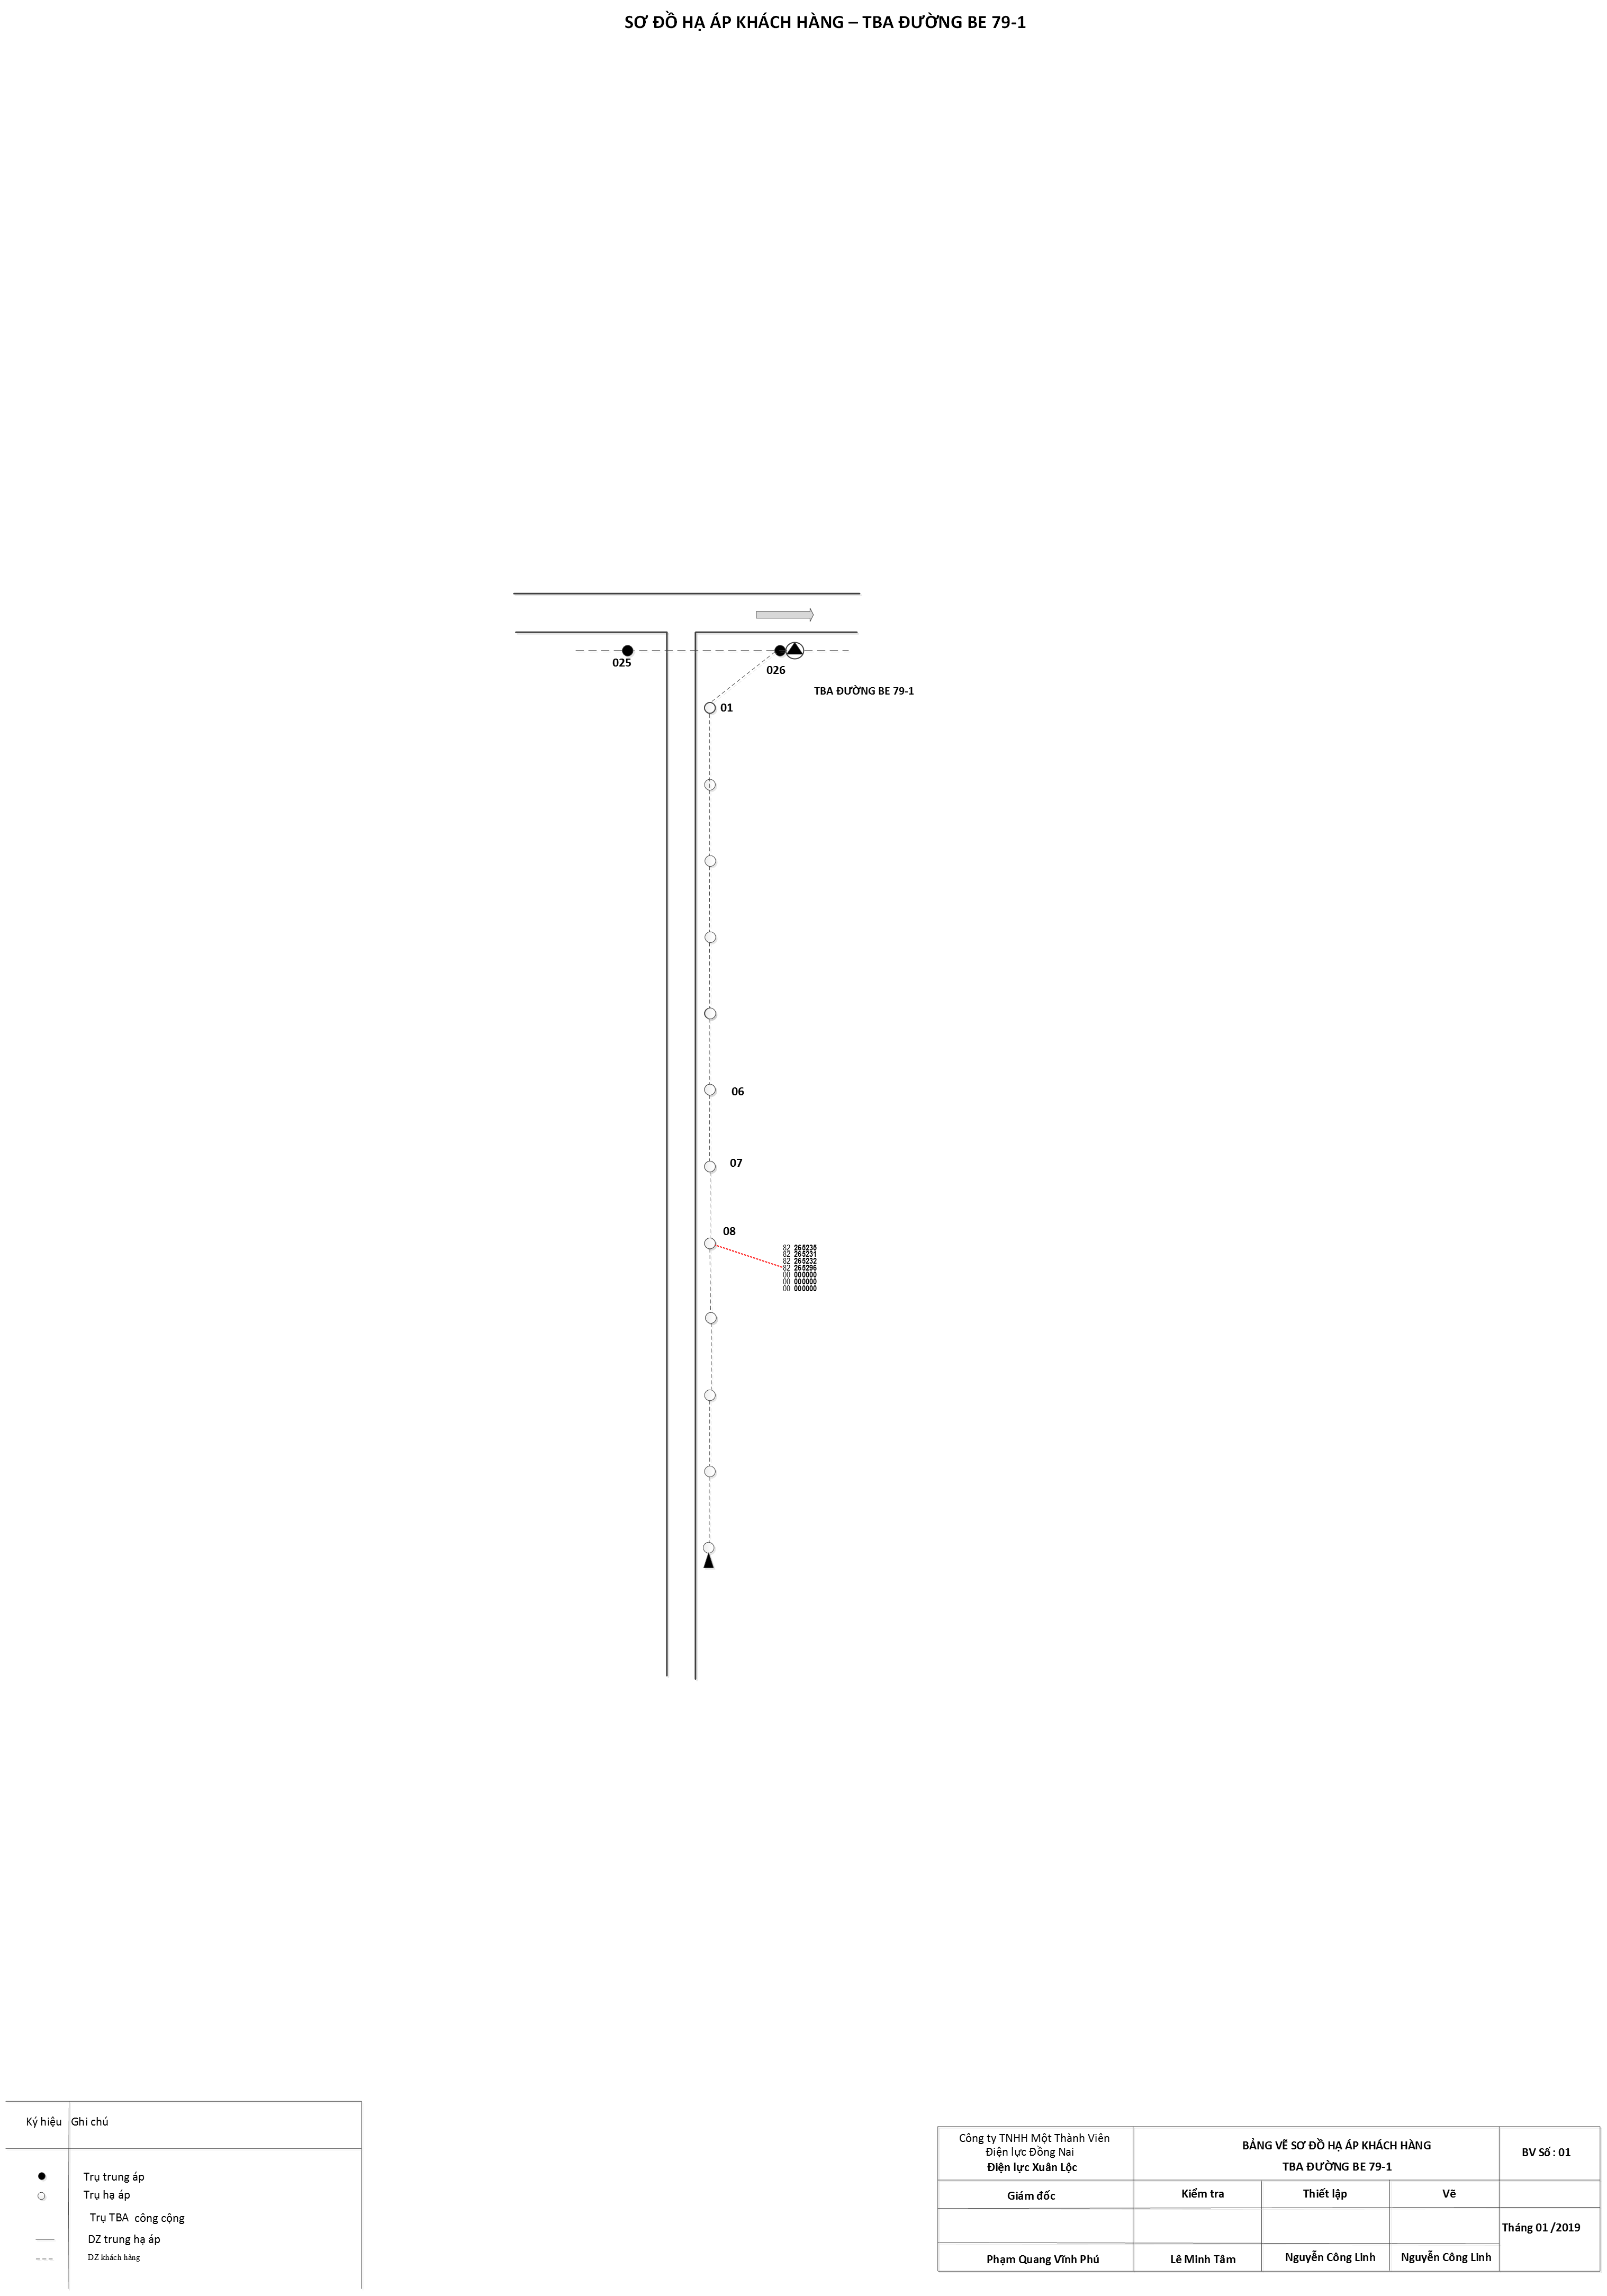 SƠ ĐỒ HẠ ÁP KHÁCH HÀNG – TBA ĐƯỜNG BE 79-1
025
026
TBA ĐƯỜNG BE 79-1
01
06
07
08
82 265235
82 265231
82 265232
82 265296
00 000000
00 000000
00 000000
Ký hiệu Ghi chú
Trụ trung áp
Trụ hạ áp
Trụ TBA công cộng
DZ trung hạ áp
DZ khách hàng
Công ty TNHH Một Thành Viên
Điện lực Đồng Nai
Điện lực Xuân Lộc
BẢNG VẼ SƠ ĐỒ HẠ ÁP KHÁCH HÀNG
TBA ĐƯỜNG BE 79-1
BV Số : 01
Giám đốc
Kiểm tra
Thiết lập
Vẽ
Tháng 01 /2019
Phạm Quang Vĩnh Phú
Lê Minh Tâm
Nguyễn Công Linh
Nguyễn Công Linh